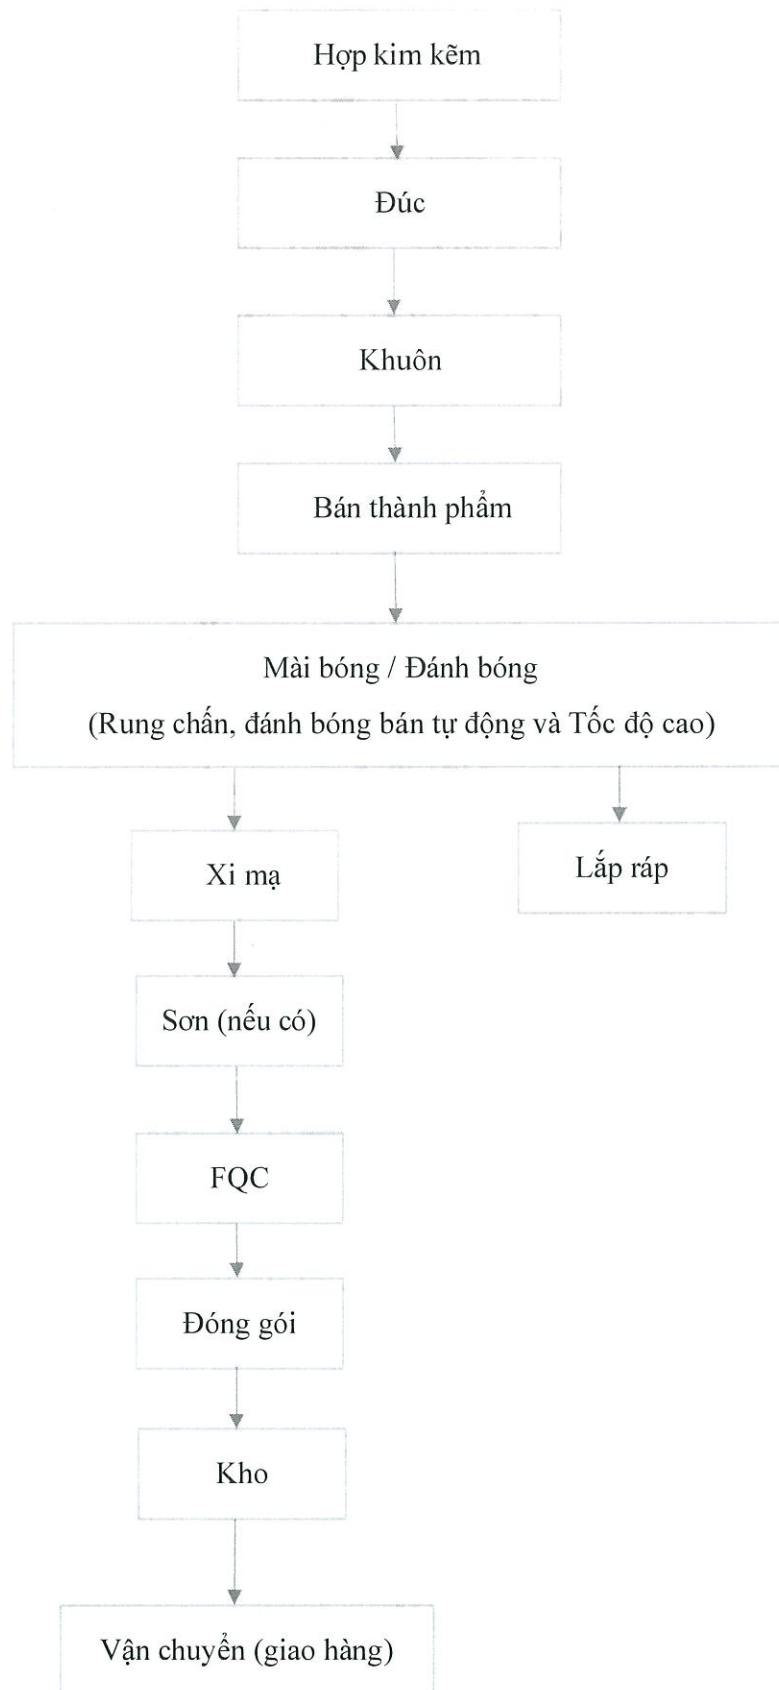 Hợp kim kẽm
Đúc
Khuôn
Bán thành phẩm
Mài bóng / Đánh bóng
(Rung chấn, đánh bóng bán tự động và Tốc độ cao)
Xi mạ
Lắp ráp
Sơn (nếu có)
FQC
Đóng gói
Kho
Vận chuyển (giao hàng)